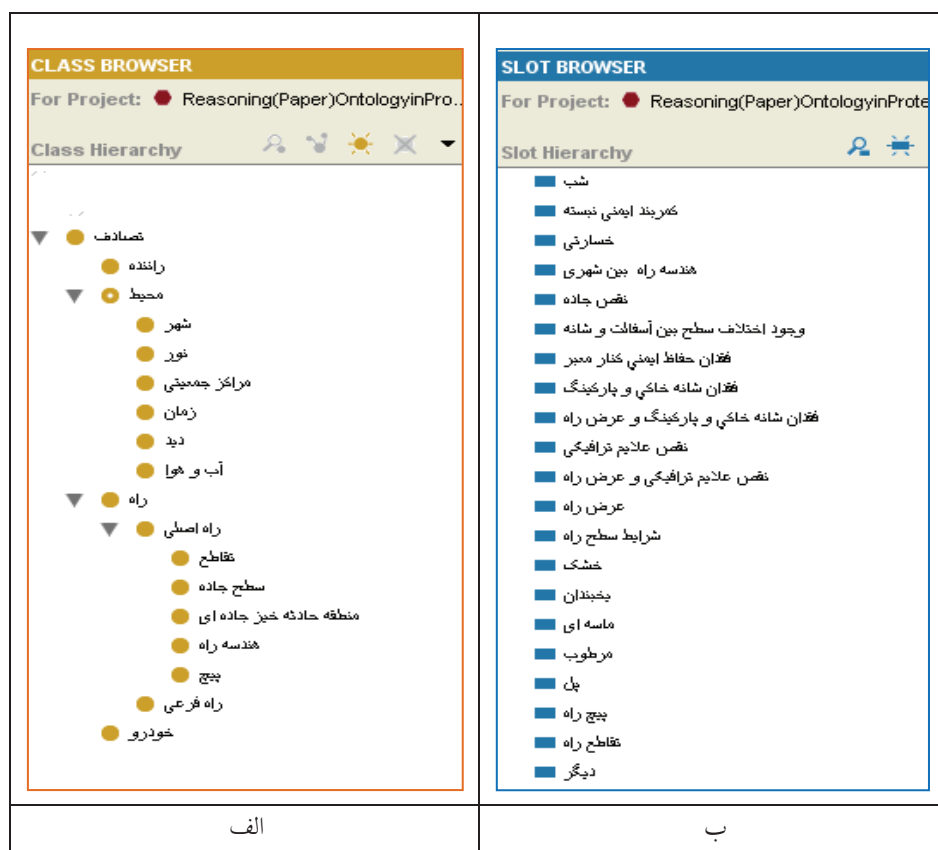 CLASS BROWSER
For Project: Reasoning(Paper)OntologyinPro..
Class Hierarchy
تصادف
راننده
محیط
شهر
نور
مراکز جمعیتی
زمان
دید
آب و هوا
راه
راه اصلی
تقاطع
سطح جاده
منطقه حادثه خیز جاده ای
هندسه راه
پیچ
راه فرعی
خودرو
الف
SLOT BROWSER
For Project: Reasoning(Paper)OntologyinProte
Slot Hierarchy
شب
کمربند ایمنی نبسته
خسارتی
هندسه راه بین شهری
نقص جاده
وجود اختلاف سطح بین آسفالت و شانه
فقدان حفاظ ایمني کنار معبر
فقدان شانه خاکي و پارکینگ
فقدان شانه خاکي و پارکینگ و عرض راه
نقص علایم ترافیکی
نقص علایم ترافیکی و عرض راه
عرض راه
شرایط سطح راه
خشک
یخبندان
ماسه ای
مرطوب
پل
پیچ راه
تقاطع راه
دیگر
ب